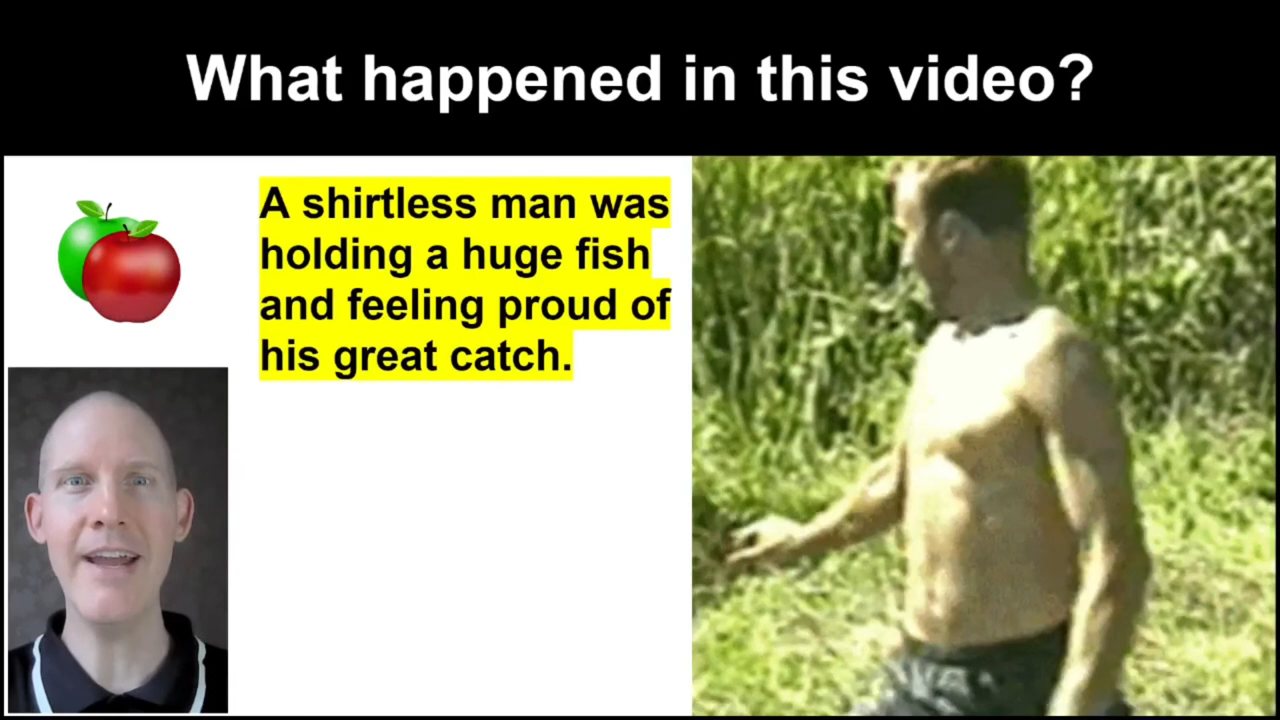 What happened in this video?
A shirtless man was
holding a huge fish
and feeling proud of
his great catch.